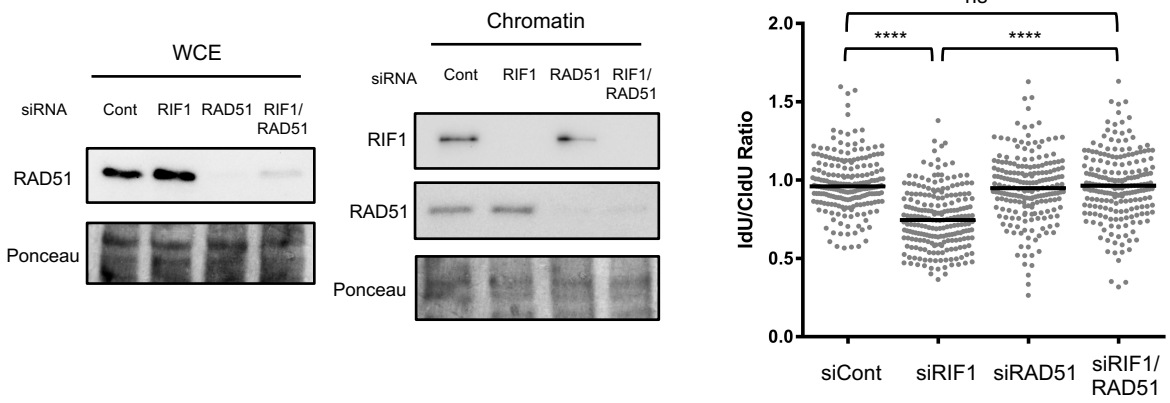 WCE
siRNA
Cont RIF1 RAD51 RIF1/
RAD51
RAD51
Ponceau
Chromatin
siRNA
Cont RIF1 RAD51 RIF1/
RAD51
RIF1
RAD51
Ponceau
ns
**** ****
IdU/CldU Ratio
2.0
1.5
1.0
0.5
0.0
siCont siRIF1 siRAD51 siRIF1/
RAD51